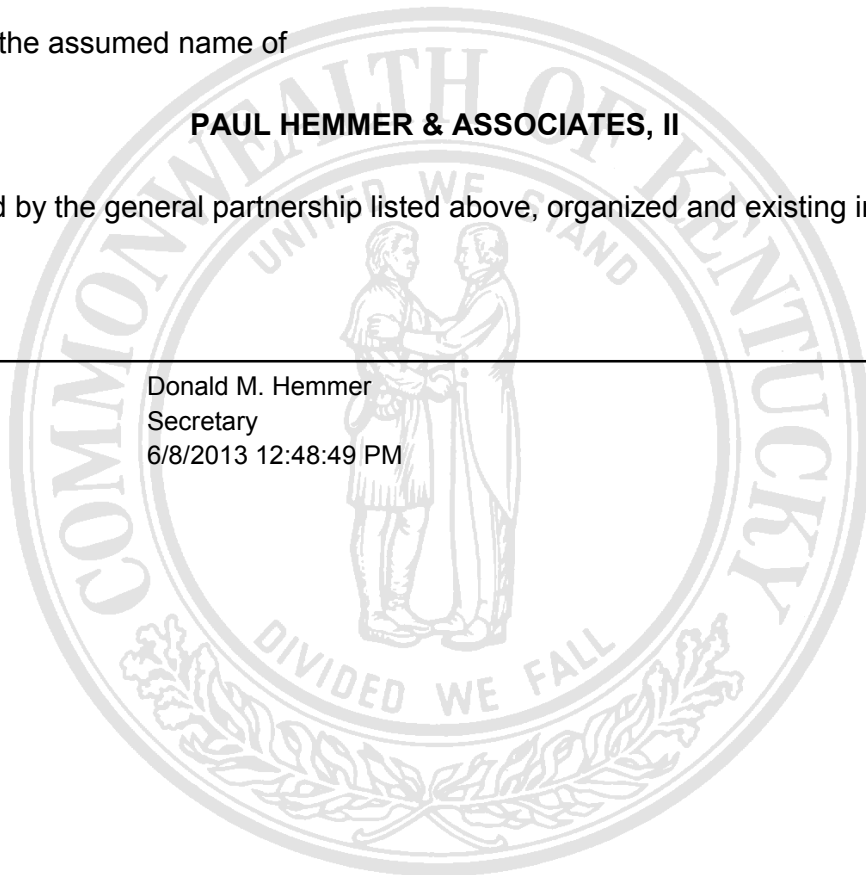 the assumed name of
PAUL HEMMER & ASSOCIATES, II
by the general partnership listed above, organized and existing
Donald M. Hemmer
Secretary
6/8/2013 12:48:49 PM
COMMONWEALTH OF KENTUCKY
UNITED WE STAND
DIVIDED WE FALL